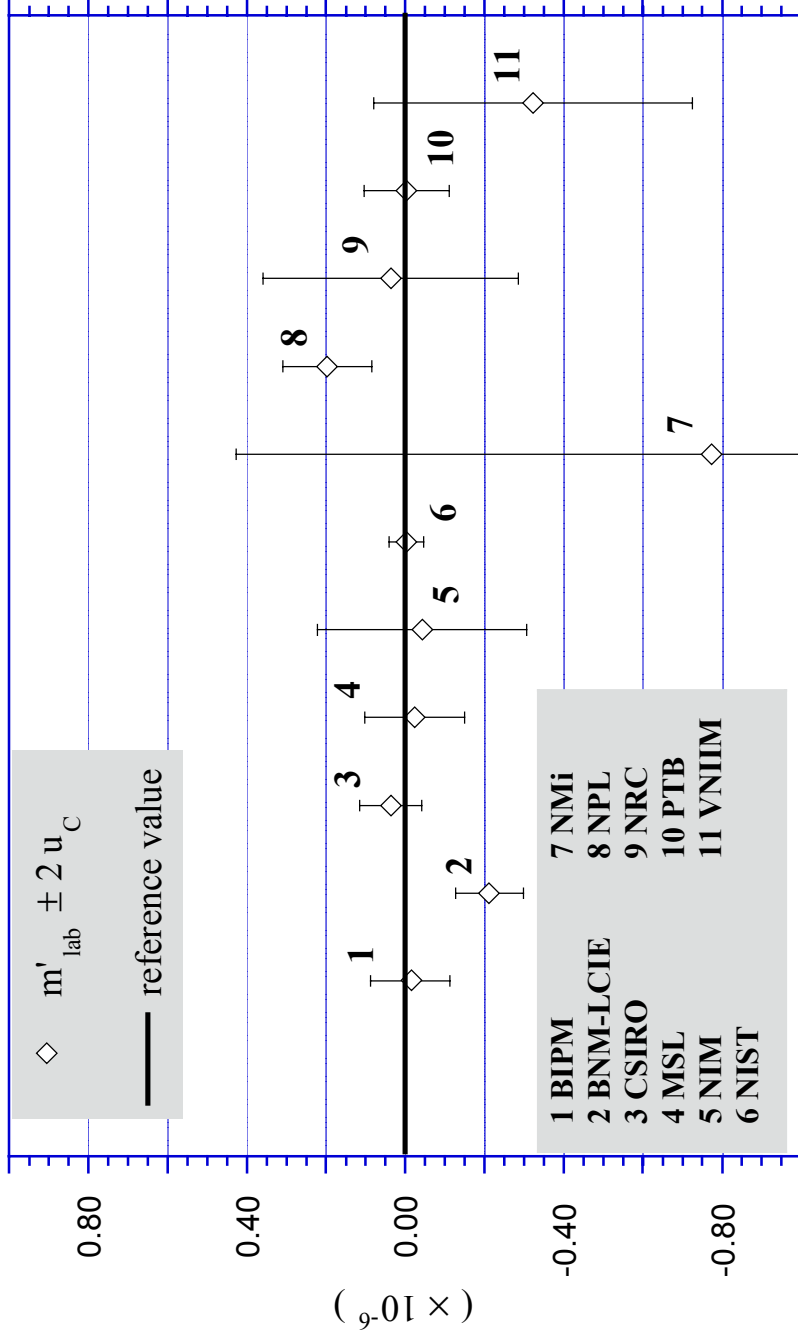 m'lab ± 2 uC
reference value
0.80
0.40
0.00
-0.40
-0.80
( × 10-6 )
1
2
3
4
5
6
7
8
9
10
11
1 BIPM
2 BNM-LCIE
3 CSIRO
4 MSL
5 NIM
6 NIST
7 NMi
8 NPL
9 NRC
10 PTB
11 VNIIM